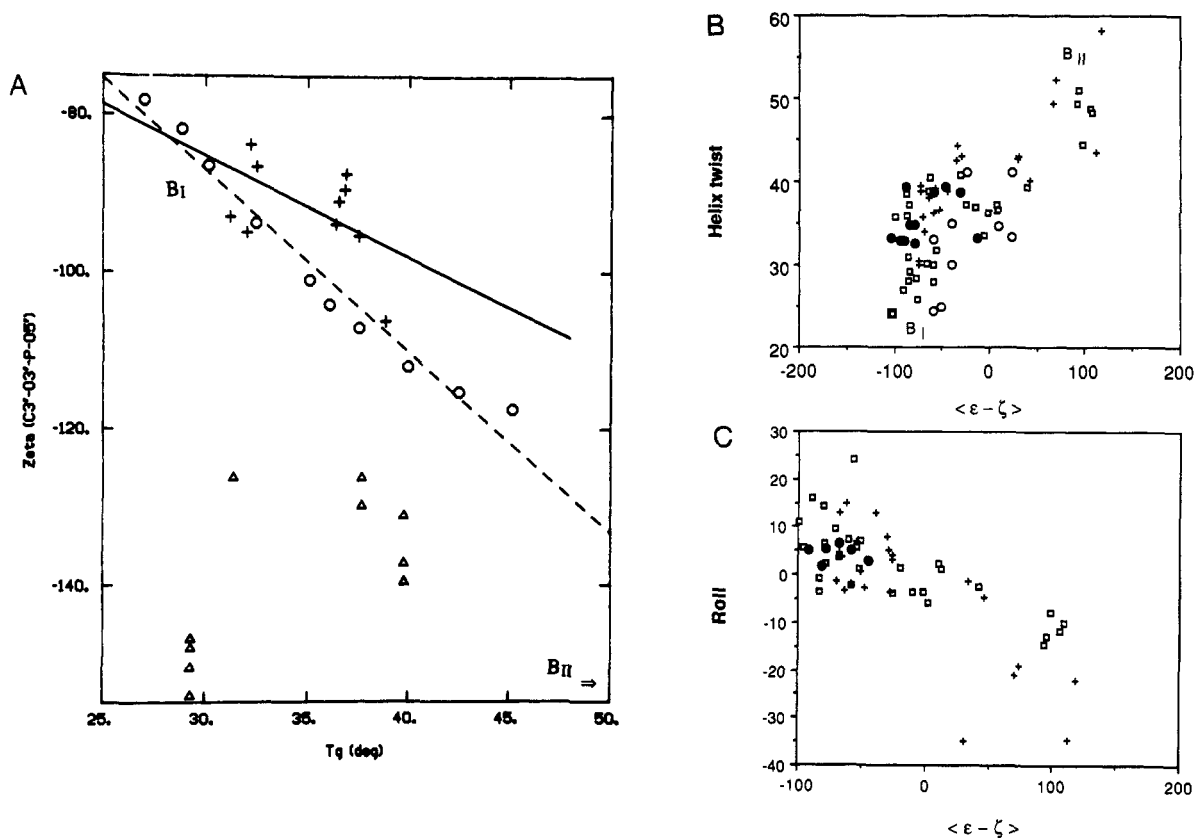 A
-80.
-100.
-120.
-140.
Zeta (C3'-O3'-P-O5')
BI
BII
⇒
25. 30. 35. 40. 45. 50.
Tg (deg)
B
60
50
40
30
20
Helix twist
B II
B I
-200 -100 0 100 200
< ε - ζ >
C
30
20
10
0
-10
-20
-30
-40
Roll
-100 0 100 200
< ε - ζ >